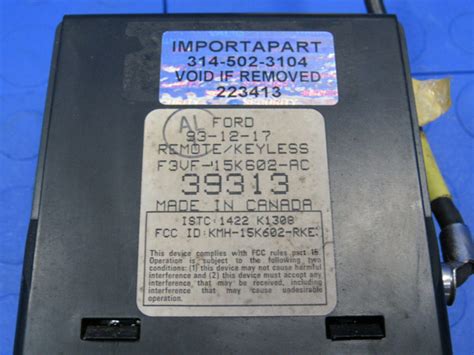 IMPORTAPART
314-502-3104
VOID IF REMOVED
223413
AL FORD
93-12-17
REMOTE/KEYLESS
F3VF-15K602-AC
39313
MADE IN CANADA
ISTC: 1422 K1308
FCC ID: KMH-15K602-RKE
This device complies with FCC rules part 15
Operation is subject to the following two
conditions: (1) this device may not cause harmful
interference and (2) this device must accept any
interference that may be received, including
interference that may cause undesirable
operation.